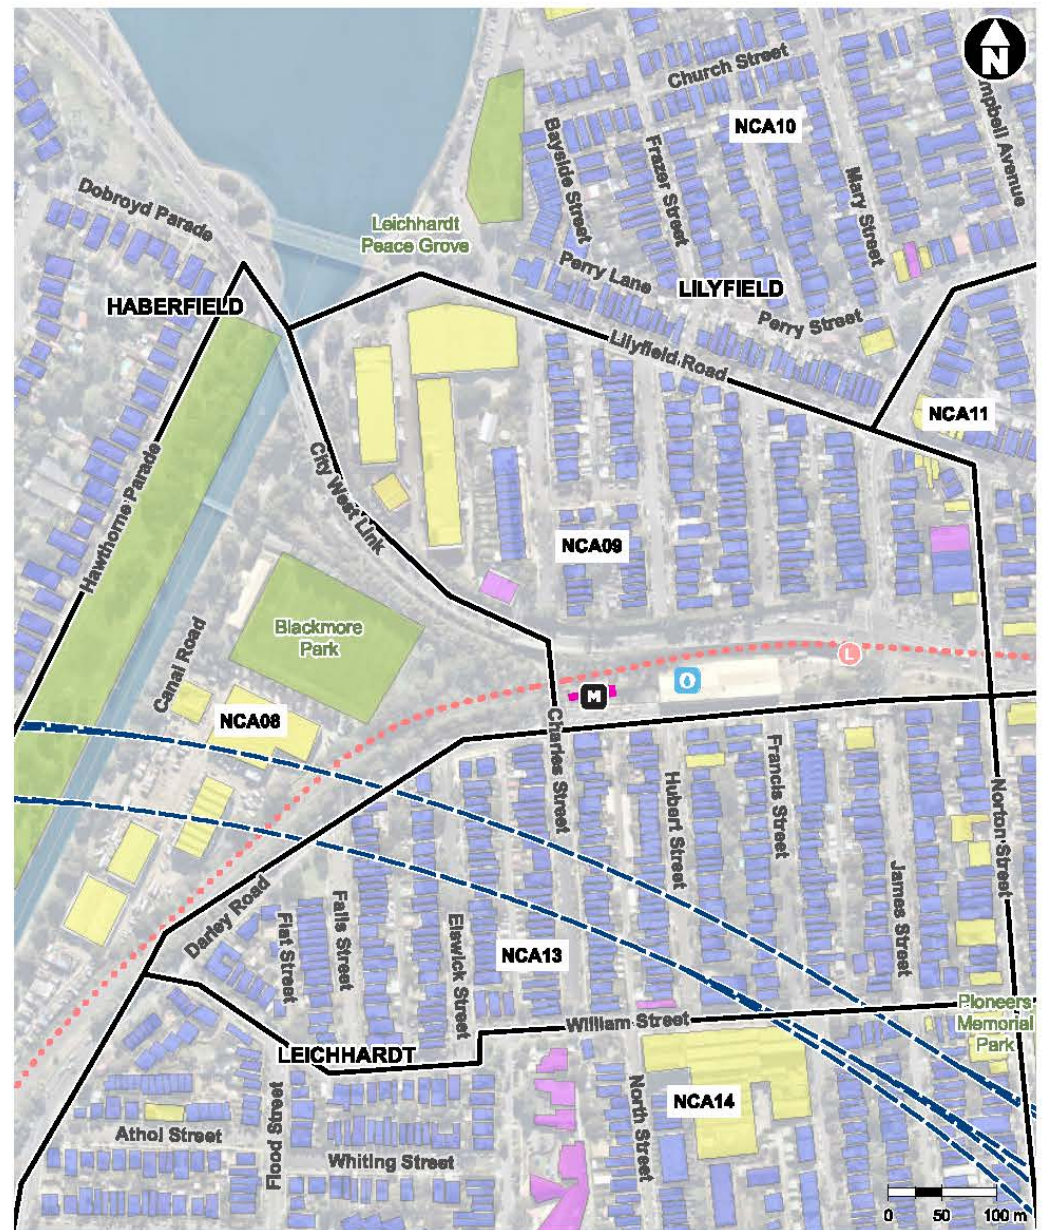 N
Church Street
mpbell Avenue
NCA10
Bayside Street
Frazer Street
Mary Street
Dobroyd Parade
Leichhardt
Peace Grove
Perry Lane
LILYFIELD
HABERFIELD
Perry Street
Lilyfield Road
NCA11
Hawthorne Parade
City West Link
NCA09
Blackmore
Park
Canal Road
L
M
NCA08
Charles Street
Hubert Street
Francis Street
Norton Street
James Street
Darley Road
Flat Street
Falls Street
Elswick Street
NCA13
William Street
Pioneers
Memorial
Park
LEICHHARDT
Flood Street
North Street
NCA14
Athol Street
Whiting Street
0 50 100 m